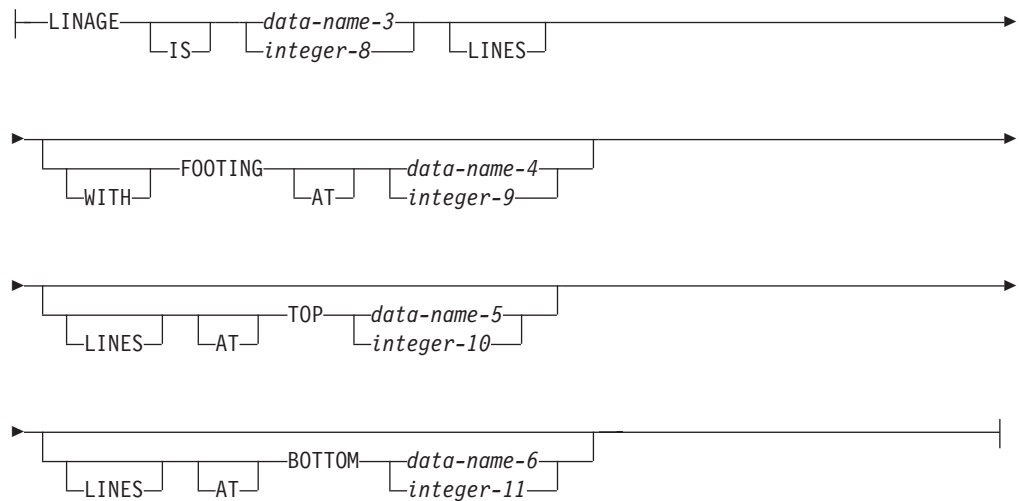 LINAGE data-name-3
IS integer-8 LINES
FOOTING data-name-4
WITH AT integer-9
TOP data-name-5
LINES AT integer-10
BOTTOM data-name-6
LINES AT integer-11